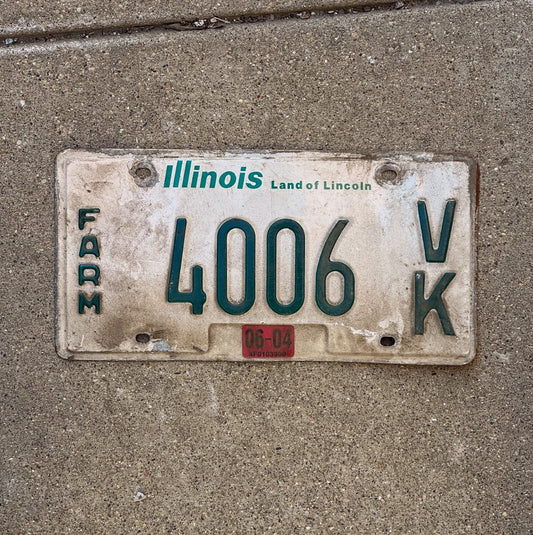 Illinois Land of Lincoln
FARM
4006
VK
06-04